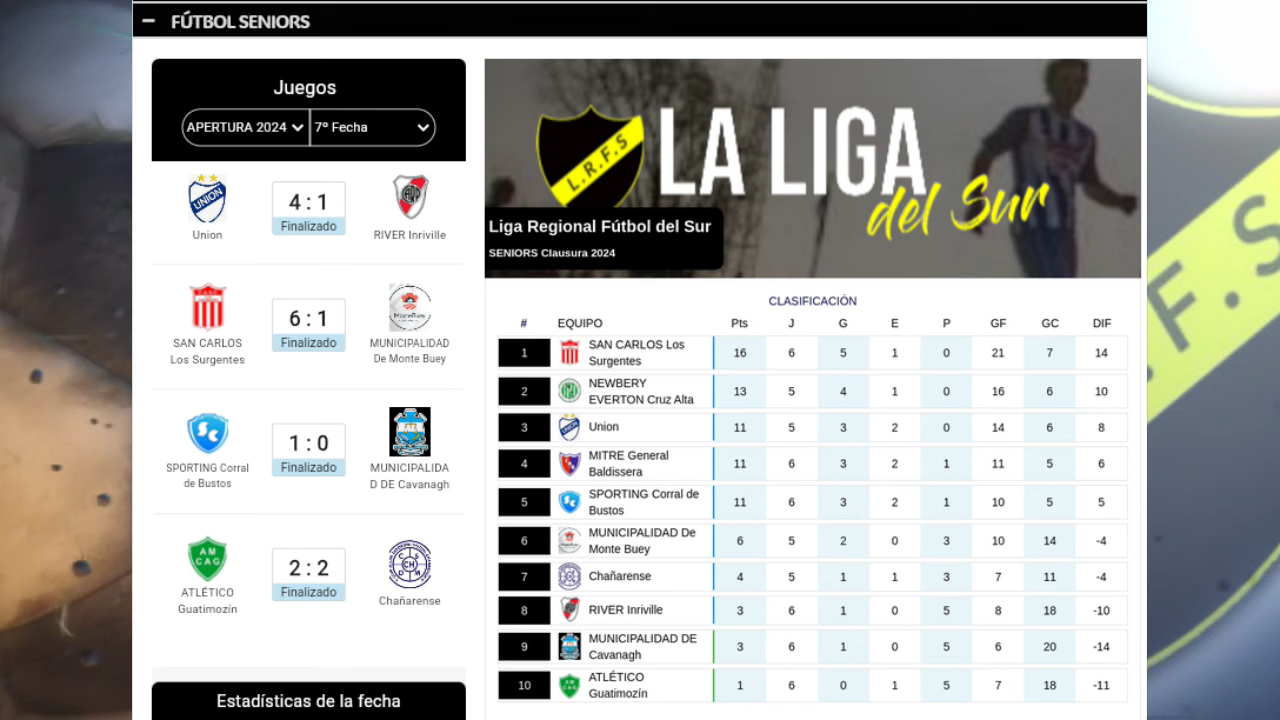 FÚTBOL SENIORS
Juegos
APERTURA 2024
7º Fecha
UNION
4 : 1
Finalizado
Union
RIVER Inriville
6 : 1
Finalizado
SAN CARLOS
Los Surgentes
MUNICIPALIDAD
De Monte Buey
1 : 0
Finalizado
SPORTING Corral
de Bustos
MUNICIPALIDA
D DE Cavanagh
AM
CAG
2 : 2
Finalizado
ATLÉTICO
Guatimozín
Chañarense
Estadísticas de la fecha
L.R.F.S
LA LIGA
del Sur
Liga Regional Fútbol del Sur
SENIORS Clausura 2024
CLASIFICACIÓN
# EQUIPO Pts J G E P GF GC DIF
1 SAN CARLOS Los Surgentes 16 6 5 1 0 21 7 14
2 NEWBERY EVERTON Cruz Alta 13 5 4 1 0 16 6 10
3 Union 11 5 3 2 0 14 6 8
4 MITRE General Baldissera 11 6 3 2 1 11 5 6
5 SPORTING Corral de Bustos 11 6 3 2 1 10 5 5
6 MUNICIPALIDAD De Monte Buey 6 5 2 0 3 10 14 -4
7 Chañarense 4 5 1 1 3 7 11 -4
8 RIVER Inriville 3 6 1 0 5 8 18 -10
9 MUNICIPALIDAD DE Cavanagh 3 6 1 0 5 6 20 -14
10 ATLÉTICO Guatimozín 1 6 0 1 5 7 18 -11